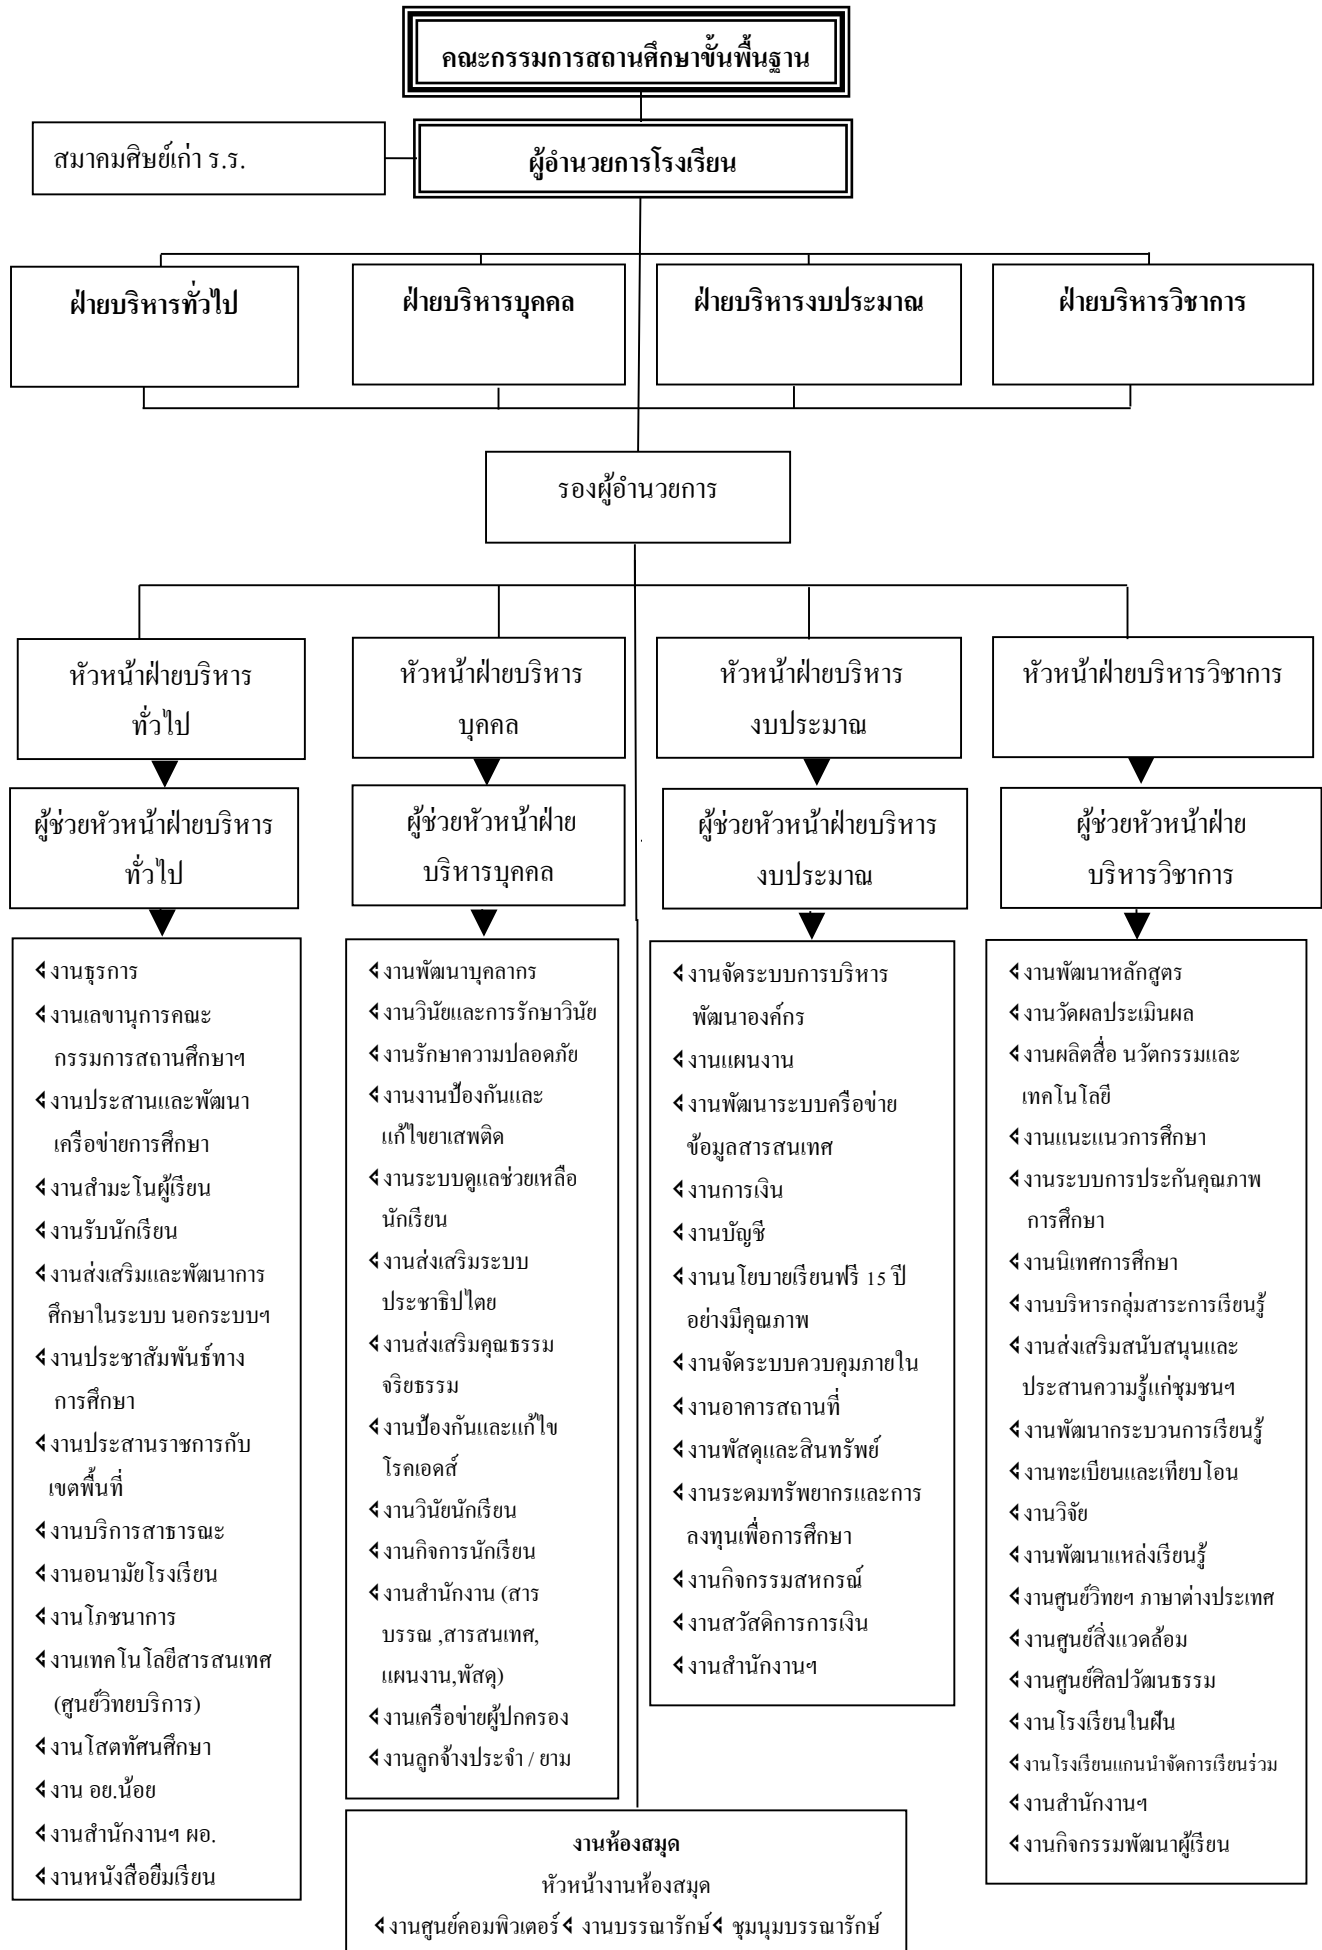 คณะกรรมการสถานศึกษาขั้นพื้นฐาน
สมาคมศิษย์เก่า ร.ร.
ผู้อำนวยการโรงเรียน
ฝ่ายบริหารทั่วไป
ฝ่ายบริหารบุคคล
ฝ่ายบริหารงบประมาณ
ฝ่ายบริหารวิชาการ
รองผู้อำนวยการ
หัวหน้าฝ่ายบริหาร
ทั่วไป
หัวหน้าฝ่ายบริหาร
บุคคล
หัวหน้าฝ่ายบริหาร
งบประมาณ
หัวหน้าฝ่ายบริหารวิชาการ
ผู้ช่วยหัวหน้าฝ่ายบริหาร
ทั่วไป
ผู้ช่วยหัวหน้าฝ่าย
บริหารบุคคล
ผู้ช่วยหัวหน้าฝ่ายบริหาร
งบประมาณ
ผู้ช่วยหัวหน้าฝ่าย
บริหารวิชาการ
งานธุรการ
งานเลขานุการคณะ
กรรมการสถานศึกษาฯ
งานประสานและพัฒนา
เครือข่ายการศึกษา
งานสำมะโนผู้เรียน
งานรับนักเรียน
งานส่งเสริมและพัฒนาการ
ศึกษาในระบบ นอกระบบฯ
งานประชาสัมพันธ์ทาง
การศึกษา
งานประสานราชการกับ
เขตพื้นที่
งานบริการสาธารณะ
งานอนามัยโรงเรียน
งานโภชนาการ
งานเทคโนโลยีสารสนเทศ
(ศูนย์วิทยบริการ)
งานโสตทัศนศึกษา
งาน อย.น้อย
งานสำนักงานฯ ผอ.
งานหนังสือยืมเรียน
งานพัฒนาบุคลากร
งานวินัยและการรักษาวินัย
งานรักษาความปลอดภัย
งานงานป้องกันและ
แก้ไขยาเสพติด
งานระบบดูแลช่วยเหลือ
นักเรียน
งานส่งเสริมระบบ
ประชาธิปไตย
งานส่งเสริมคุณธรรม
จริยธรรม
งานป้องกันและแก้ไข
โรคเอดส์
งานวินัยนักเรียน
งานกิจการนักเรียน
งานสำนักงาน (สาร
บรรณ ,สารสนเทศ,
แผนงาน,พัสดุ)
งานเครือข่ายผู้ปกครอง
งานลูกจ้างประจำ / ยาม
งานจัดระบบการบริหาร
พัฒนาองค์กร
งานแผนงาน
งานพัฒนาระบบครือข่าย
ข้อมูลสารสนเทศ
งานการเงิน
งานบัญชี
งานนโยบายเรียนฟรี 15 ปี
อย่างมีคุณภาพ
งานจัดระบบควบคุมภายใน
งานอาคารสถานที่
งานพัสดุและสินทรัพย์
งานระดมทรัพยากรและการ
ลงทุนเพื่อการศึกษา
งานกิจกรรมสหกรณ์
งานสวัสดิการการเงิน
งานสำนักงานฯ
งานพัฒนาหลักสูตร
งานวัดผลประเมินผล
งานผลิตสื่อ นวัตกรรมและ
เทคโนโลยี
งานแนะแนวการศึกษา
งานระบบการประกันคุณภาพ
การศึกษา
งานนิเทศการศึกษา
งานบริหารกลุ่มสาระการเรียนรู้
งานส่งเสริมสนับสนุนและ
ประสานความรู้แก่ชุมชนฯ
งานพัฒนากระบวนการเรียนรู้
งานทะเบียนและเทียบโอน
งานวิจัย
งานพัฒนาแหล่งเรียนรู้
งานศูนย์วิทยฯ ภาษาต่างประเทศ
งานศูนย์สิ่งแวดล้อม
งานศูนย์ศิลปวัฒนธรรม
งานโรงเรียนในฝัน
งานโรงเรียนแกนนำจัดการเรียนร่วม
งานสำนักงานฯ
งานกิจกรรมพัฒนาผู้เรียน
งานห้องสมุด
หัวหน้างานห้องสมุด
งานศูนย์คอมพิวเตอร์ งานบรรณารักษ์ ชุมนุมบรรณารักษ์